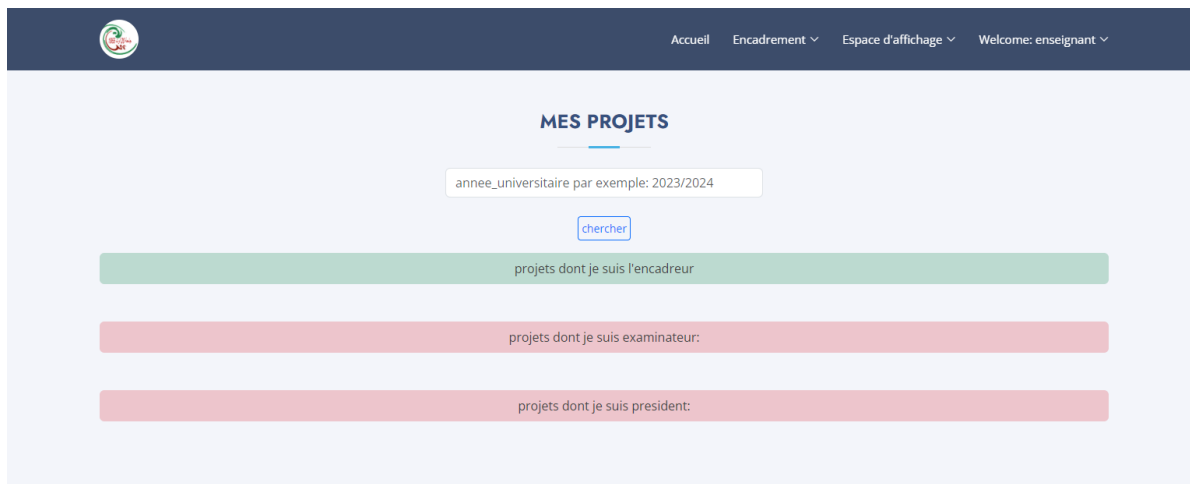 Accueil Encadrement Espace d'affichage Welcome: enseignant
MES PROJETS
annee_universitaire par exemple: 2023/2024
chercher
projets dont je suis l'encadreur
projets dont je suis examinateur:
projets dont je suis president: